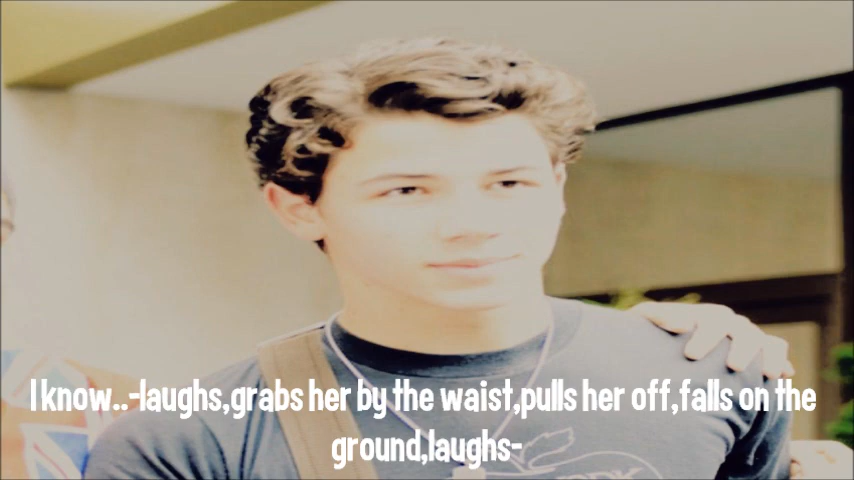 I know..-laughs,grabs her by the waist,pulls her off,falls on the
ground,laughs-